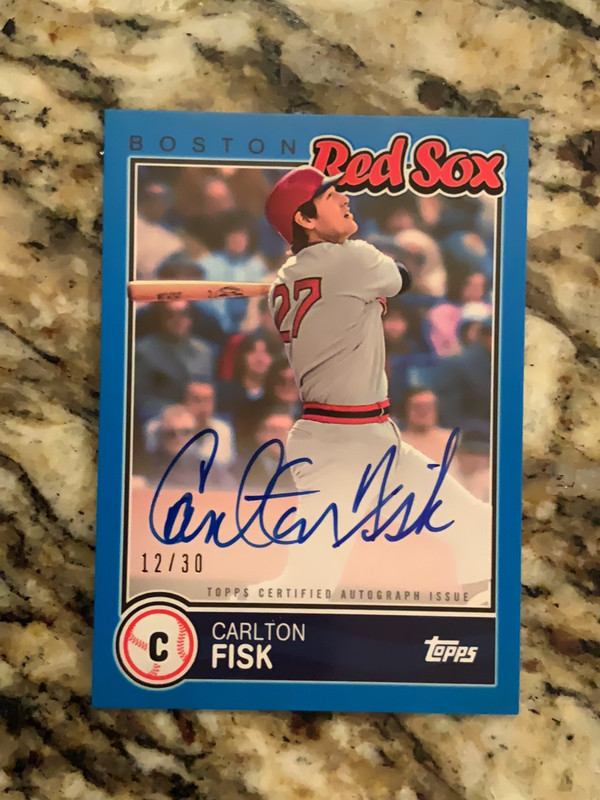 BOSTON Red Sox
27
Carlton Fisk
12/30
TOPPS CERTIFIED AUTOGRAPH ISSUE
C
CARLTON
FISK
TOPPS